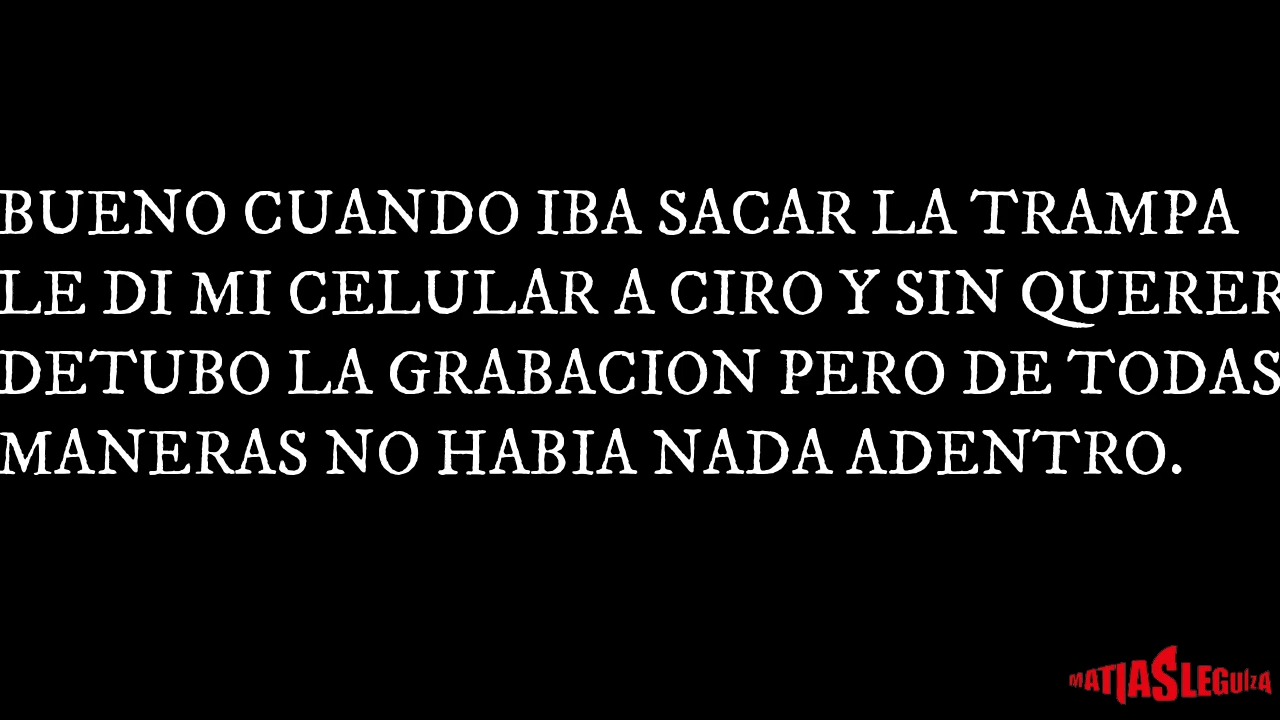 BUENO CUANDO IBA SACAR LA TRAMPA
LE DI MI CELULAR A CIRO Y SIN QUERER
DETUBO LA GRABACION PERO DE TODAS
MANERAS NO HABIA NADA ADENTRO.
MATIASLEGUÍZA